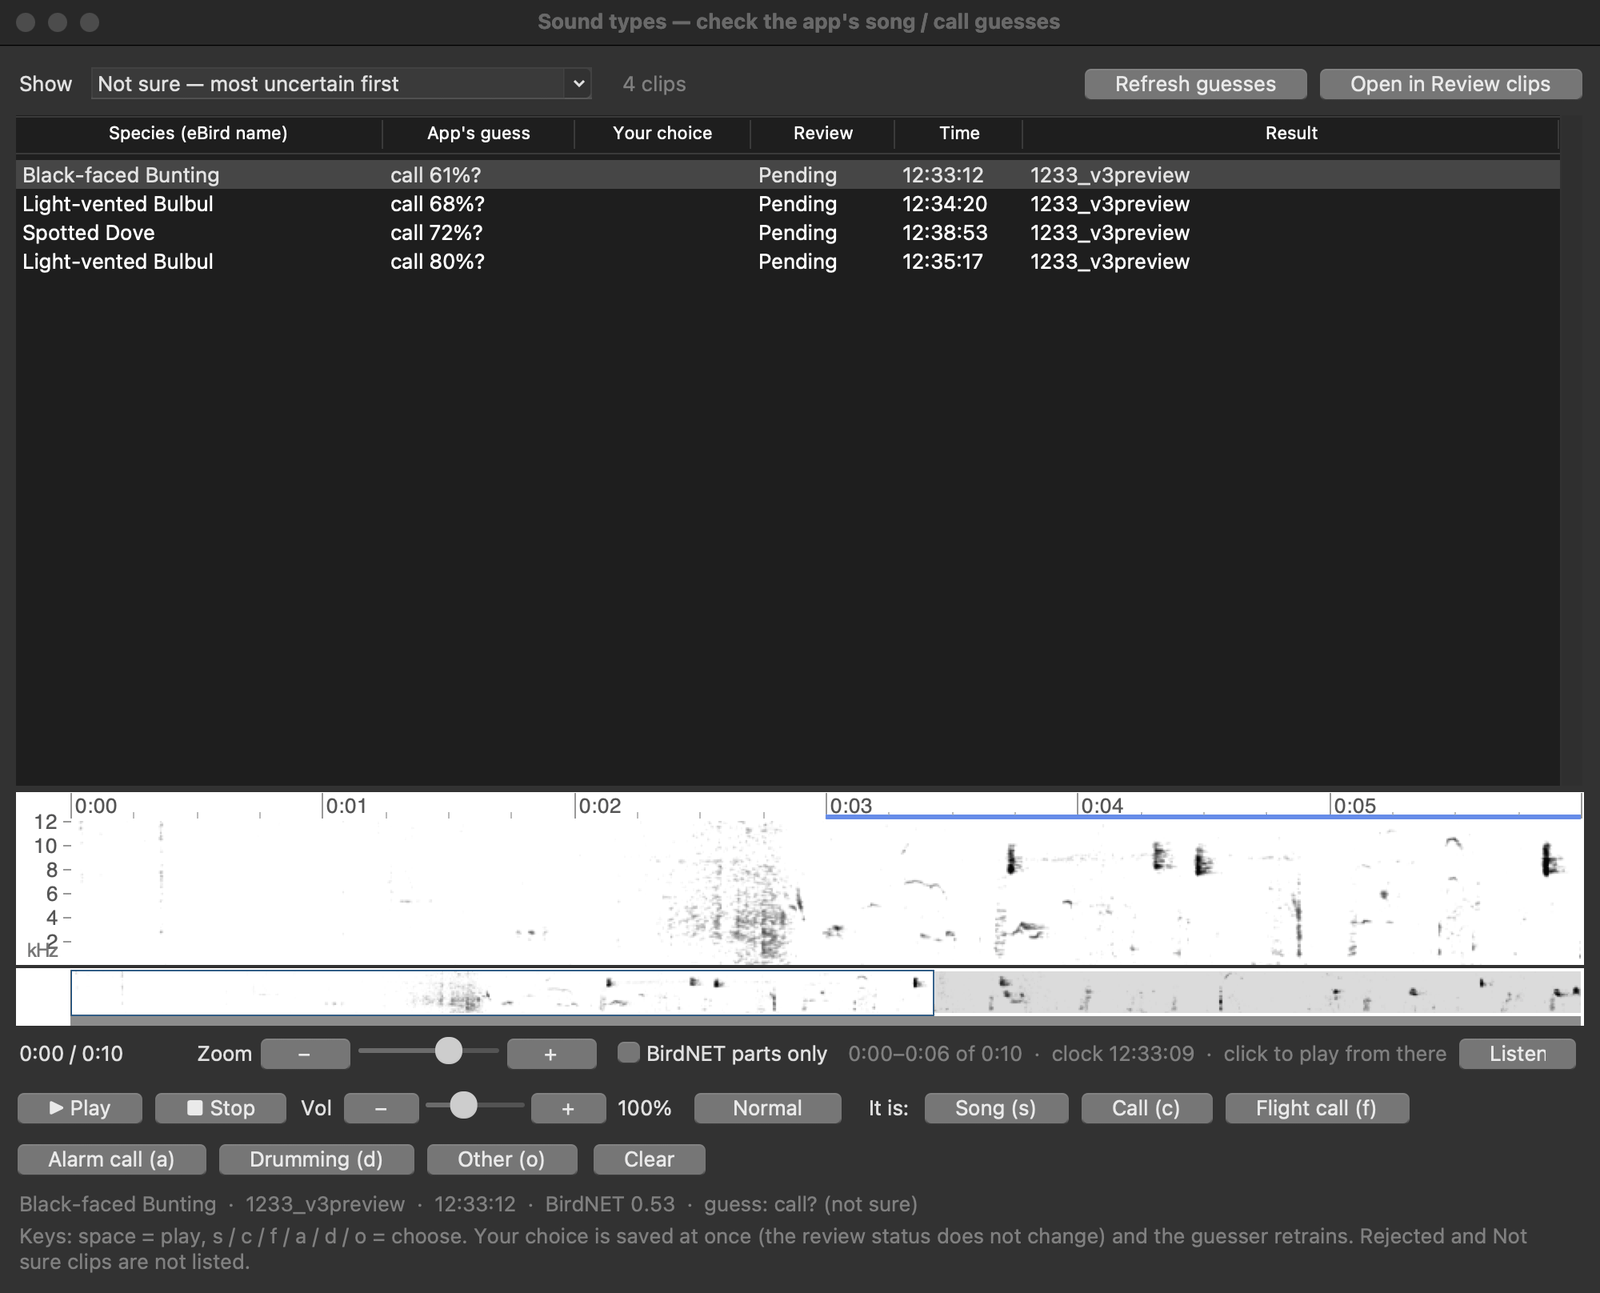 Sound types — check the app's song / call guesses
Show Not sure — most uncertain first 4 clips Refresh guesses Open in Review clips
Species (eBird name) App's guess Your choice Review Time Result
Black-faced Bunting call 61%? Pending 12:33:12 1233_v3preview
Light-vented Bulbul call 68%? Pending 12:34:20 1233_v3preview
Spotted Dove call 72%? Pending 12:38:53 1233_v3preview
Light-vented Bulbul call 80%? Pending 12:35:17 1233_v3preview
0:00 0:01 0:02 0:03 0:04 0:05
12
10
8
6
4
2
kHz
0:00 / 0:10 Zoom – + BirdNET parts only 0:00–0:06 of 0:10 · clock 12:33:09 · click to play from there Listen
Play Stop Vol – + 100% Normal It is: Song (s) Call (c) Flight call (f)
Alarm call (a) Drumming (d) Other (o) Clear
Black-faced Bunting · 1233_v3preview · 12:33:12 · BirdNET 0.53 · guess: call? (not sure)
Keys: space = play, s / c / f / a / d / o = choose. Your choice is saved at once (the review status does not change) and the guesser retrains. Rejected and Not
sure clips are not listed.